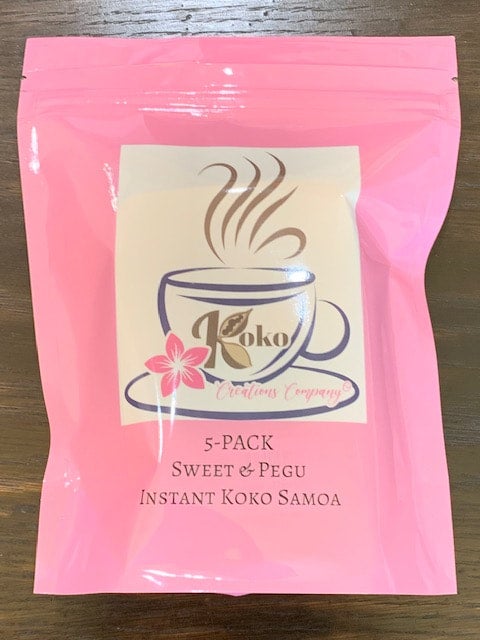 Koko
Creations Company
5-PACK
SWEET & PEGU
INSTANT KOKO SAMOA